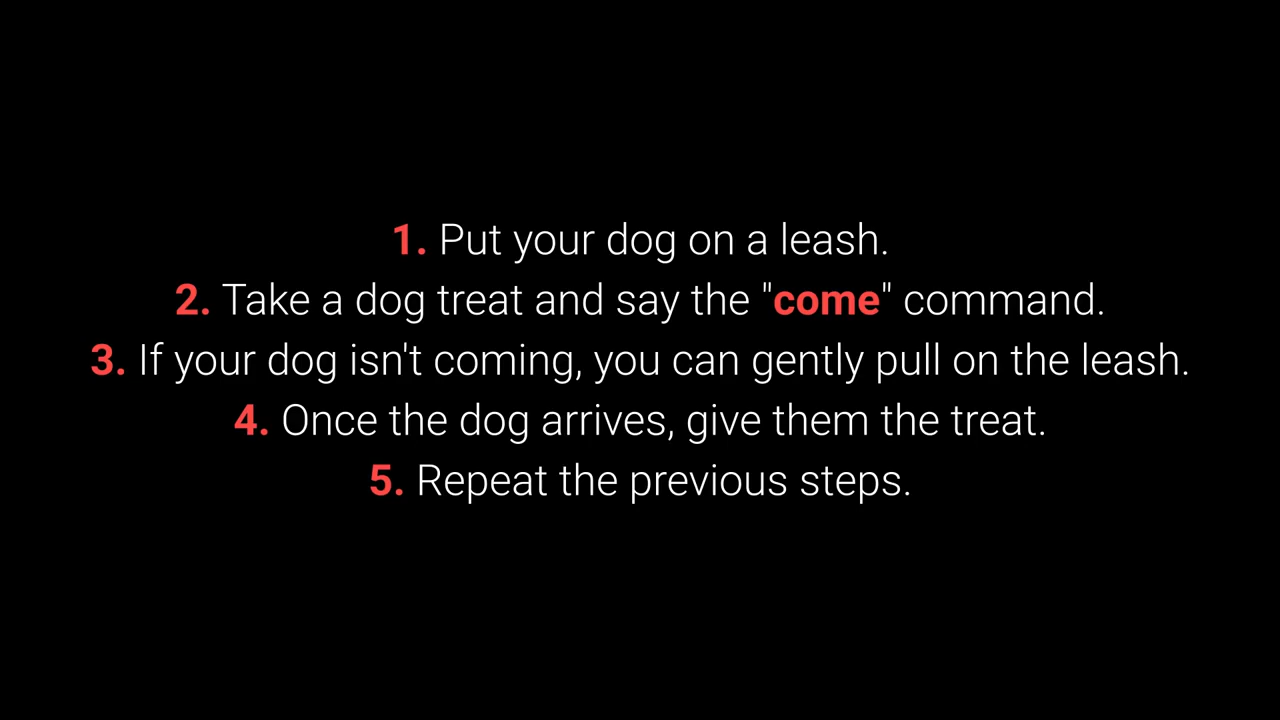 1. Put your dog on a leash.
2. Take a dog treat and say the "come" command.
3. If your dog isn't coming, you can gently pull on the leash.
4. Once the dog arrives, give them the treat.
5. Repeat the previous steps.